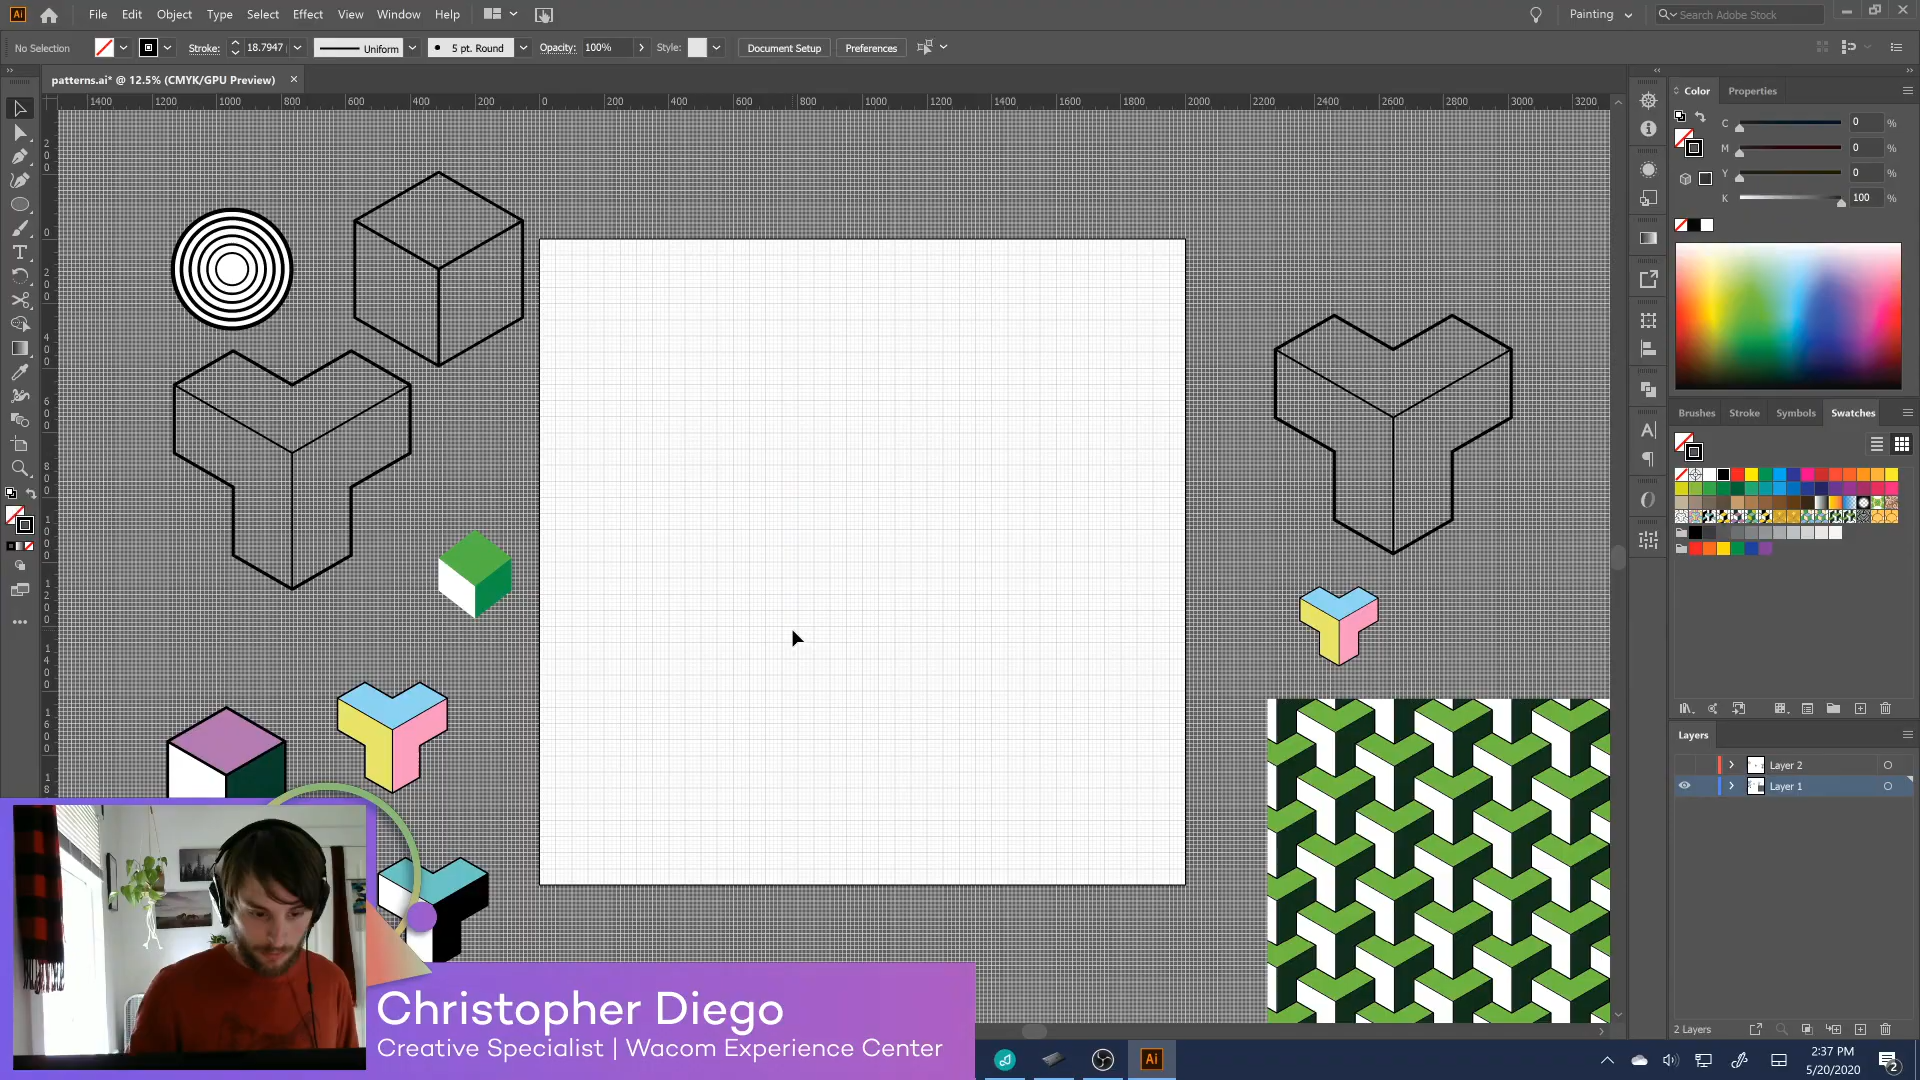 Ai File Edit Object Type Select Effect View Window Help Painting Search Adobe Stock
No Selection Stroke: 18.7947 Uniform 5 pt. Round Opacity: 100% Style: Document Setup Preferences
patterns.ai* @ 12.5% (CMYK/GPU Preview)
1400 1200 1000 800 600 400 200 0 200 400 600 800 1000 1200 1400 1600 1800 2000 2200 2400 2600 2800 3000 3200
Color Properties
C 0 %
M 0 %
Y 0 %
K 100 %
Brushes Stroke Symbols Swatches
Layers
Layer 2
Layer 1
2 Layers
Christopher Diego
Creative Specialist | Wacom Experience Center
Ai
2:37 PM
5/20/2020
2